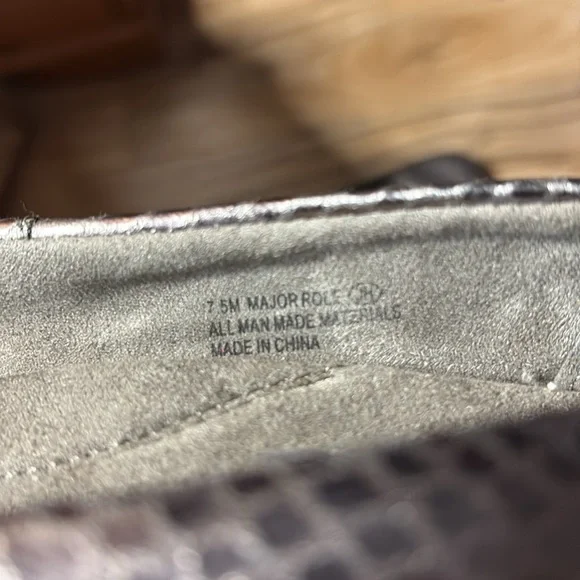 7.5M MAJOR ROLE
ALL MAN MADE MATERIALS
MADE IN CHINA